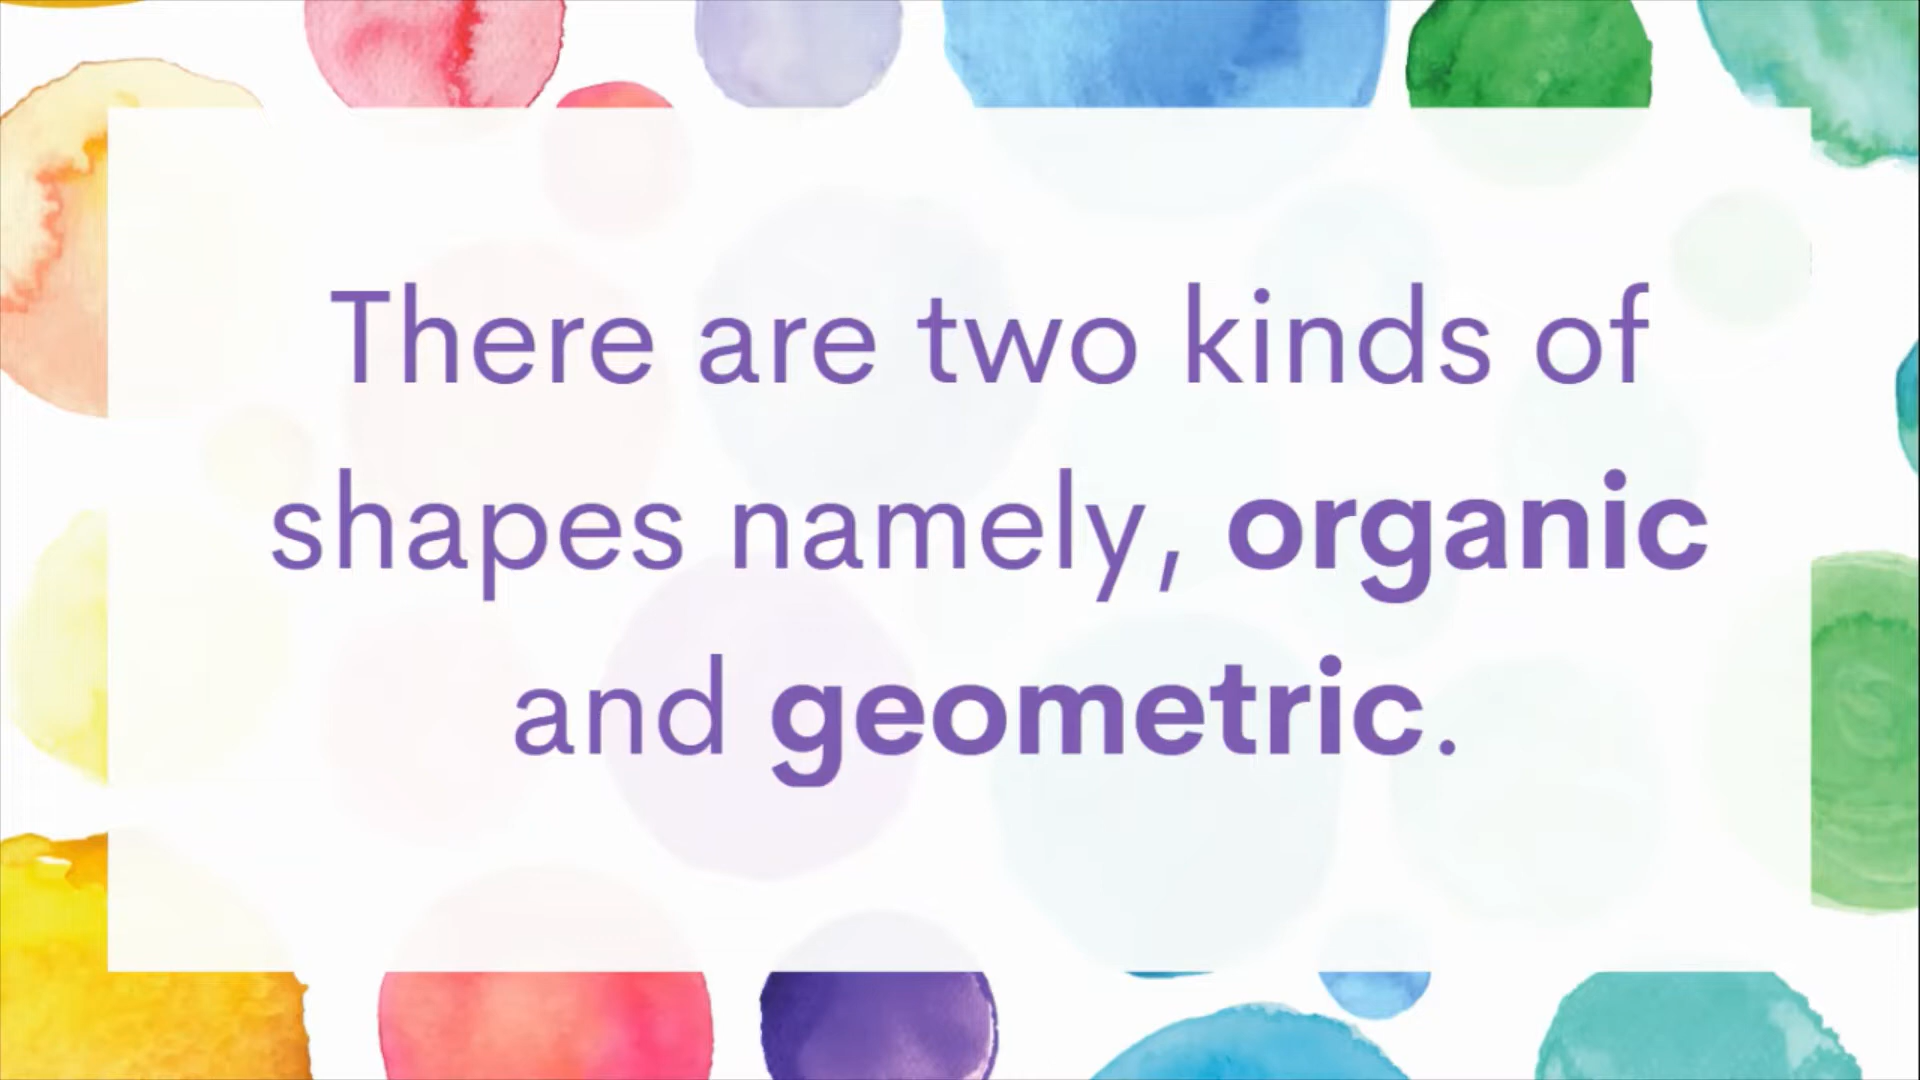 There are two kinds of
shapes namely, organic
and geometric.